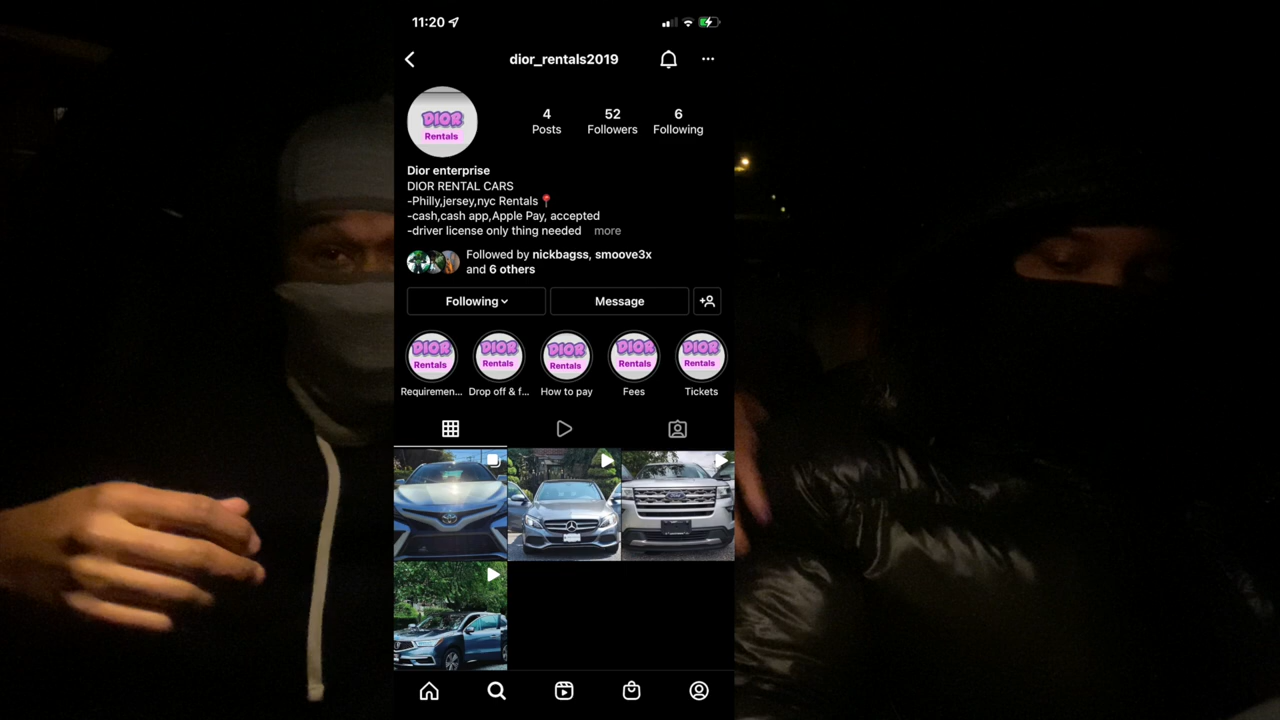 11:20
dior_rentals2019
DIOR
Rentals
4
52
6
Posts
Followers
Following
Dior enterprise
DIOR RENTAL CARS
-Philly,jersey,nyc Rentals📍
-cash,cash app,Apple Pay, accepted
-driver license only thing needed more
Followed by nickbagss, smoove3x
and 6 others
Following
Message
DIOR
Rentals
DIOR
Rentals
DIOR
Rentals
DIOR
Rentals
DIOR
Rentals
Requiremen...
Drop off & f...
How to pay
Fees
Tickets